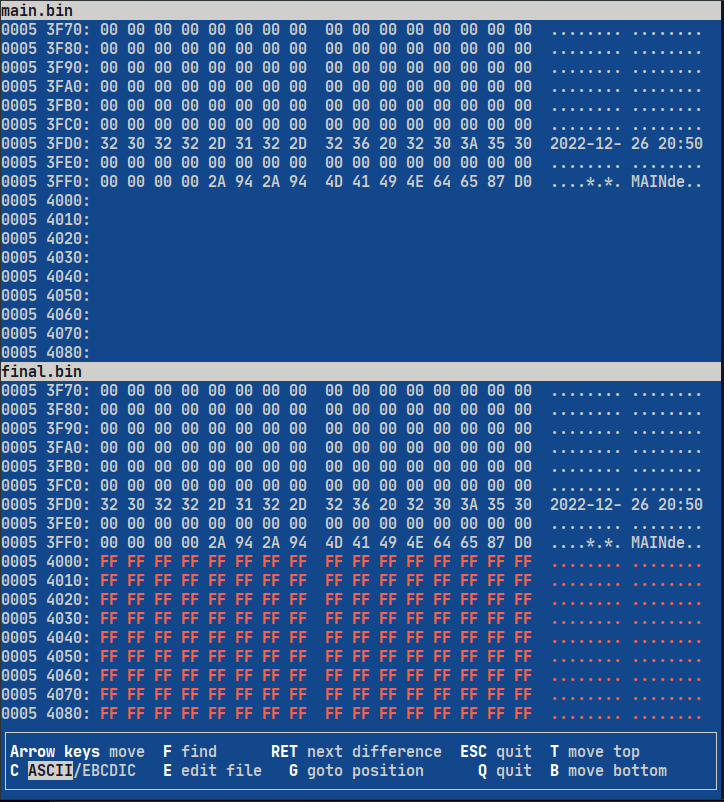 main.bin
0005 3F70: 00 00 00 00 00 00 00 00  00 00 00 00 00 00 00 00  ........ ........
0005 3F80: 00 00 00 00 00 00 00 00  00 00 00 00 00 00 00 00  ........ ........
0005 3F90: 00 00 00 00 00 00 00 00  00 00 00 00 00 00 00 00  ........ ........
0005 3FA0: 00 00 00 00 00 00 00 00  00 00 00 00 00 00 00 00  ........ ........
0005 3FB0: 00 00 00 00 00 00 00 00  00 00 00 00 00 00 00 00  ........ ........
0005 3FC0: 00 00 00 00 00 00 00 00  00 00 00 00 00 00 00 00  ........ ........
0005 3FD0: 32 30 32 32 2D 31 32 2D  32 36 20 32 30 3A 35 30  2022-12- 26 20:50
0005 3FE0: 00 00 00 00 00 00 00 00  00 00 00 00 00 00 00 00  ........ ........
0005 3FF0: 00 00 00 00 2A 94 2A 94  4D 41 49 4E 64 65 87 D0  ....*.*. MAINde..
0005 4000:
0005 4010:
0005 4020:
0005 4030:
0005 4040:
0005 4050:
0005 4060:
0005 4070:
0005 4080:
final.bin
0005 3F70: 00 00 00 00 00 00 00 00  00 00 00 00 00 00 00 00  ........ ........
0005 3F80: 00 00 00 00 00 00 00 00  00 00 00 00 00 00 00 00  ........ ........
0005 3F90: 00 00 00 00 00 00 00 00  00 00 00 00 00 00 00 00  ........ ........
0005 3FA0: 00 00 00 00 00 00 00 00  00 00 00 00 00 00 00 00  ........ ........
0005 3FB0: 00 00 00 00 00 00 00 00  00 00 00 00 00 00 00 00  ........ ........
0005 3FC0: 00 00 00 00 00 00 00 00  00 00 00 00 00 00 00 00  ........ ........
0005 3FD0: 32 30 32 32 2D 31 32 2D  32 36 20 32 30 3A 35 30  2022-12- 26 20:50
0005 3FE0: 00 00 00 00 00 00 00 00  00 00 00 00 00 00 00 00  ........ ........
0005 3FF0: 00 00 00 00 2A 94 2A 94  4D 41 49 4E 64 65 87 D0  ....*.*. MAINde..
0005 4000: FF FF FF FF FF FF FF FF  FF FF FF FF FF FF FF FF  ........ ........
0005 4010: FF FF FF FF FF FF FF FF  FF FF FF FF FF FF FF FF  ........ ........
0005 4020: FF FF FF FF FF FF FF FF  FF FF FF FF FF FF FF FF  ........ ........
0005 4030: FF FF FF FF FF FF FF FF  FF FF FF FF FF FF FF FF  ........ ........
0005 4040: FF FF FF FF FF FF FF FF  FF FF FF FF FF FF FF FF  ........ ........
0005 4050: FF FF FF FF FF FF FF FF  FF FF FF FF FF FF FF FF  ........ ........
0005 4060: FF FF FF FF FF FF FF FF  FF FF FF FF FF FF FF FF  ........ ........
0005 4070: FF FF FF FF FF FF FF FF  FF FF FF FF FF FF FF FF  ........ ........
0005 4080: FF FF FF FF FF FF FF FF  FF FF FF FF FF FF FF FF  ........ ........
Arrow keys move  F find      RET next difference  ESC quit  T move top
C ASCII/EBCDIC   E edit file   G goto position      Q quit  B move bottom